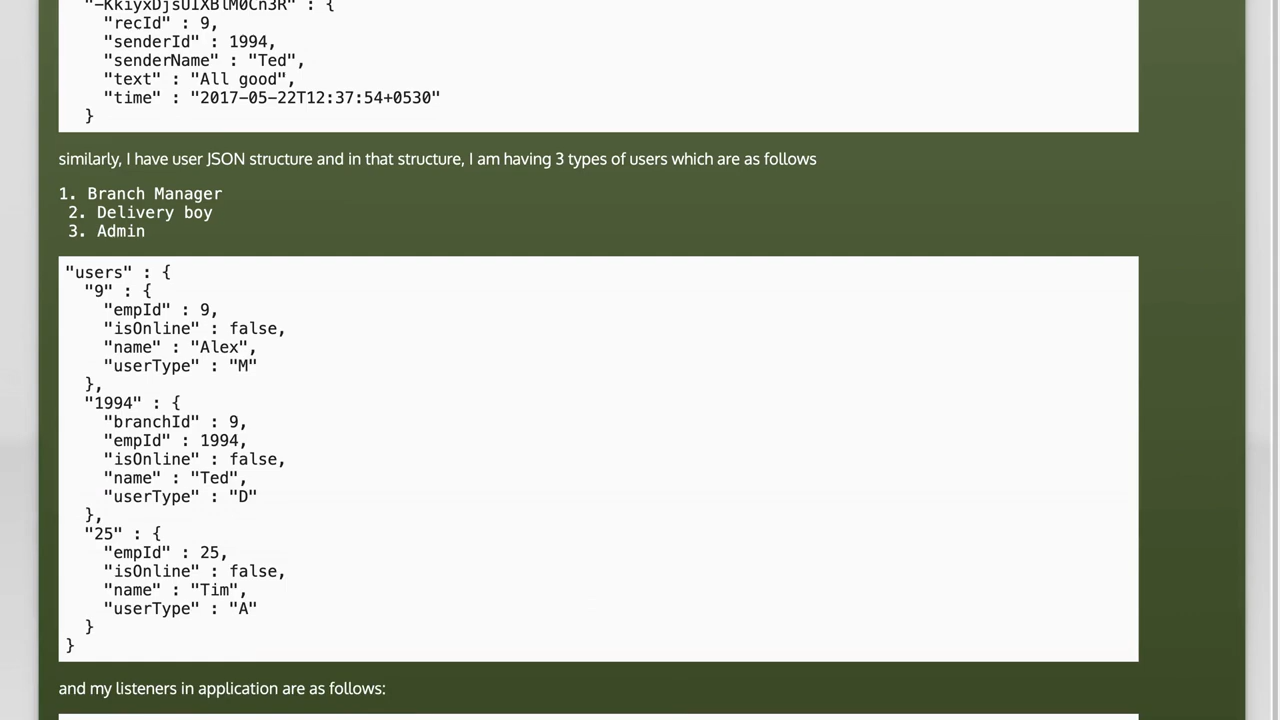 "-KkiyxDjsUIXBlM0Cn3R" : {
"recId" : 9,
"senderId" : 1994,
"senderName" : "Ted",
"text" : "All good",
"time" : "2017-05-22T12:37:54+0530"
}
similarly, I have user JSON structure and in that structure, I am having 3 types of users which are as follows
1. Branch Manager
2. Delivery boy
3. Admin
"users" : {
"9" : {
"empId" : 9,
"isOnline" : false,
"name" : "Alex",
"userType" : "M"
},
"1994" : {
"branchId" : 9,
"empId" : 1994,
"isOnline" : false,
"name" : "Ted",
"userType" : "D"
},
"25" : {
"empId" : 25,
"isOnline" : false,
"name" : "Tim",
"userType" : "A"
}
}
and my listeners in application are as follows: